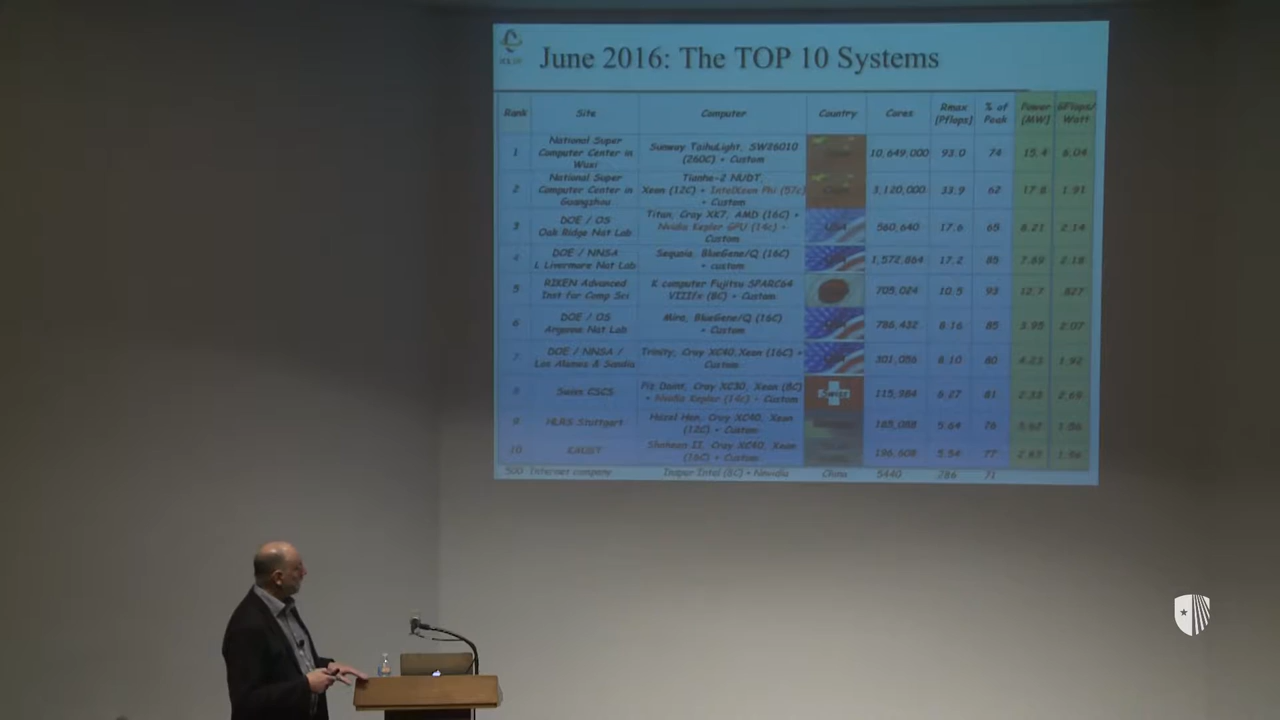 June 2016: The TOP 10 Systems
Rank Site Computer Country Cores Rmax [Pflops] % of Peak Power [MW] GFlops/Watt
1 National Super Computer Center in Wuxi Sunway TaihuLight, SW26010 (260C) + Custom 10,649,000 93.0 74 15.4 6.04
2 National Super Computer Center in Guangzhou Tianhe-2 NUDT, Xeon (12C) + IntelXeon Phi (57c) + Custom 3,120,000 33.9 62 17.8 1.91
3 DOE / OS Oak Ridge Nat Lab Titan, Cray XK7, AMD (16C) + Nvidia Kepler GPU (14c) + Custom USA 560,640 17.6 65 8.21 2.14
4 DOE / NNSA L Livermore Nat Lab Sequoia, BlueGene/Q (16C) + custom 1,572,864 17.2 85 7.89 2.18
5 RIKEN Advanced Inst for Comp Sci K computer Fujitsu SPARC64 VIIIfx (8C) + Custom 705,024 10.5 93 12.7 .827
6 DOE / OS Argonne Nat Lab Mira, BlueGene/Q (16C) + Custom 786,432 8.16 85 3.95 2.07
7 DOE / NNSA / Los Alamos & Sandia Trinity, Cray XC40,Xeon (16C) + Custom 301,056 8.10 80 4.23 1.92
8 Swiss CSCS Piz Daint, Cray XC30, Xeon (8C) + Nvidia Kepler (14c) + Custom Swiss 115,984 6.27 81 2.33 2.69
9 HLRS Stuttgart Hazel Hen, Cray XC40, Xeon (12C) + Custom 185,088 5.64 76 1.56
10 KAUST Shaheen II, Cray XC40, Xeon (16C) + Custom 196,608 5.54 77 2.83 1.96
500 Internet company Inspur Intel (8C) + Nnvidia China 5440 .286 71